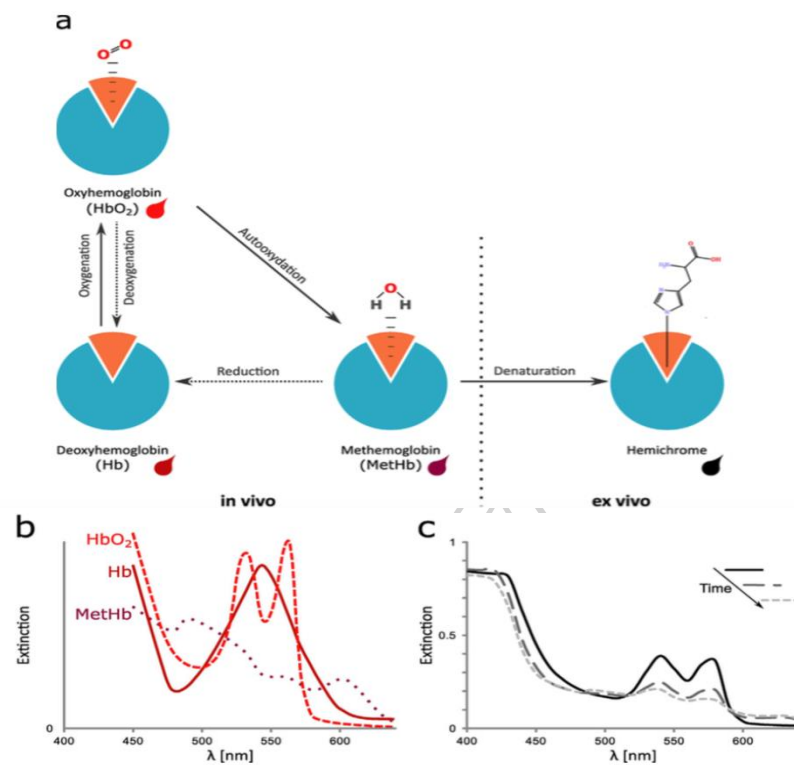 a
O O
Oxyhemoglobin
(HbO₂)
Oxygenation
Deoxygenation
Autooxydation
O
H H
O
NH₂ OH
N
N
Reduction
Denaturation
Deoxyhemoglobin
(Hb)
Methemoglobin
(MetHb)
Hemichrome
in vivo
ex vivo
b
HbO₂
Hb
MetHb
Extinction
0
400 450 500 550 600
λ [nm]
c
1
0.5
0
Extinction
Time
400 450 500 550 600
λ [nm]